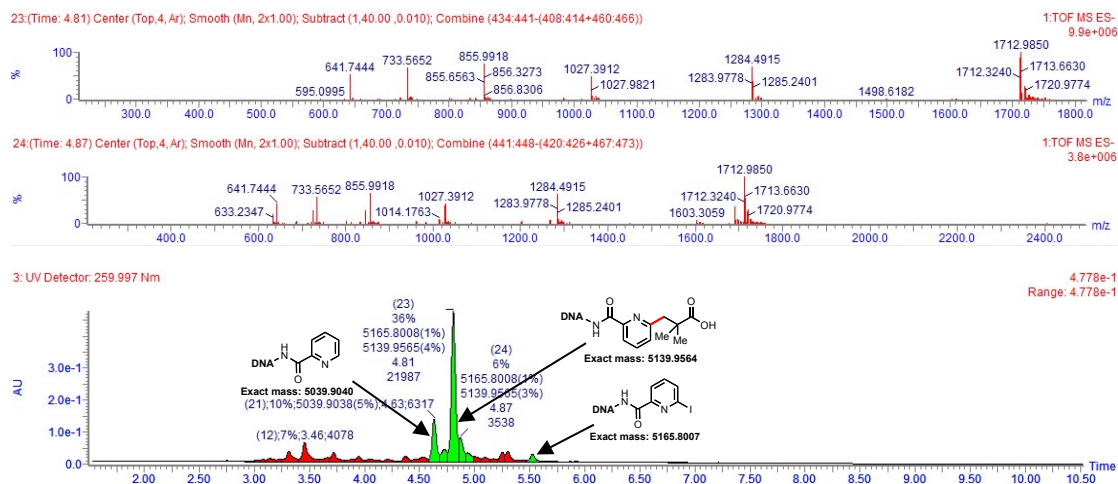 23:(Time: 4.81) Center (Top,4, Ar); Smooth (Mn, 2x1.00); Subtract (1,40.00 ,0.010); Combine (434:441-(408:414+460:466))
1:TOF MS ES-
9.9e+006
100
%
0
595.0995
641.7444
733.5652
855.9918
855.6563
856.3273
856.8306
1027.3912
1027.9821
1284.4915
1283.9778
1285.2401
1498.6182
1712.9850
1712.3240
1713.6630
1720.9774
300.0 400.0 500.0 600.0 700.0 800.0 900.0 1000.0 1100.0 1200.0 1300.0 1400.0 1500.0 1600.0 1700.0 1800.0 m/z
24:(Time: 4.87) Center (Top,4, Ar); Smooth (Mn, 2x1.00); Subtract (1,40.00 ,0.010); Combine (441:448-(420:426+467:473))
1:TOF MS ES-
3.8e+006
100
%
0
633.2347
641.7444
733.5652
855.9918
1014.1763
1027.3912
1284.4915
1283.9778
1285.2401
1603.3059
1712.9850
1712.3240
1713.6630
1720.9774
400.0 600.0 800.0 1000.0 1200.0 1400.0 1600.0 1800.0 2000.0 2200.0 2400.0 m/z
3: UV Detector: 259.997 Nm
4.778e-1
Range: 4.778e-1
AU
3.0e-1
2.0e-1
1.0e-1
0.0
(23)
36%
5165.8008(1%)
5139.9565(4%)
4.81
21987
(24)
6%
5165.8008(1%)
5139.9565(3%)
4.87
3538
DNA
H
N
O
N
Exact mass: 5039.9040
(21);10%;5039.9038(5%);4.63;6317
(12);7%;3.46;4078
DNA
N
H
O
N
Me
Me
O
OH
Exact mass: 5139.9564
DNA
H
N
O
N
I
Exact mass: 5165.8007
2.00 2.50 3.00 3.50 4.00 4.50 5.00 5.50 6.00 6.50 7.00 7.50 8.00 8.50 9.00 9.50 10.00 10.50 Time